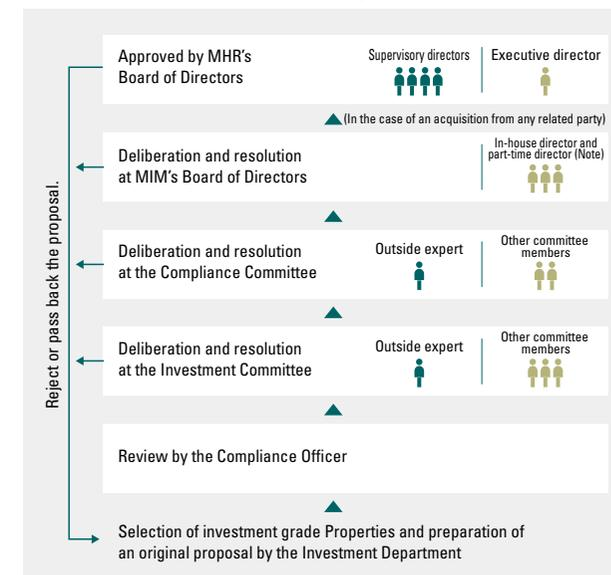 Approved by MHR's
Board of Directors
Supervisory directors
Executive director
(In the case of an acquisition from any related party)
Deliberation and resolution
at MIM's Board of Directors
In-house director and
part-time director (Note)
Deliberation and resolution
at the Compliance Committee
Outside expert
Other committee
members
Deliberation and resolution
at the Investment Committee
Outside expert
Other committee
members
Review by the Compliance Officer
Selection of investment grade Properties and preparation of
an original proposal by the Investment Department
Reject or pass back the proposal.